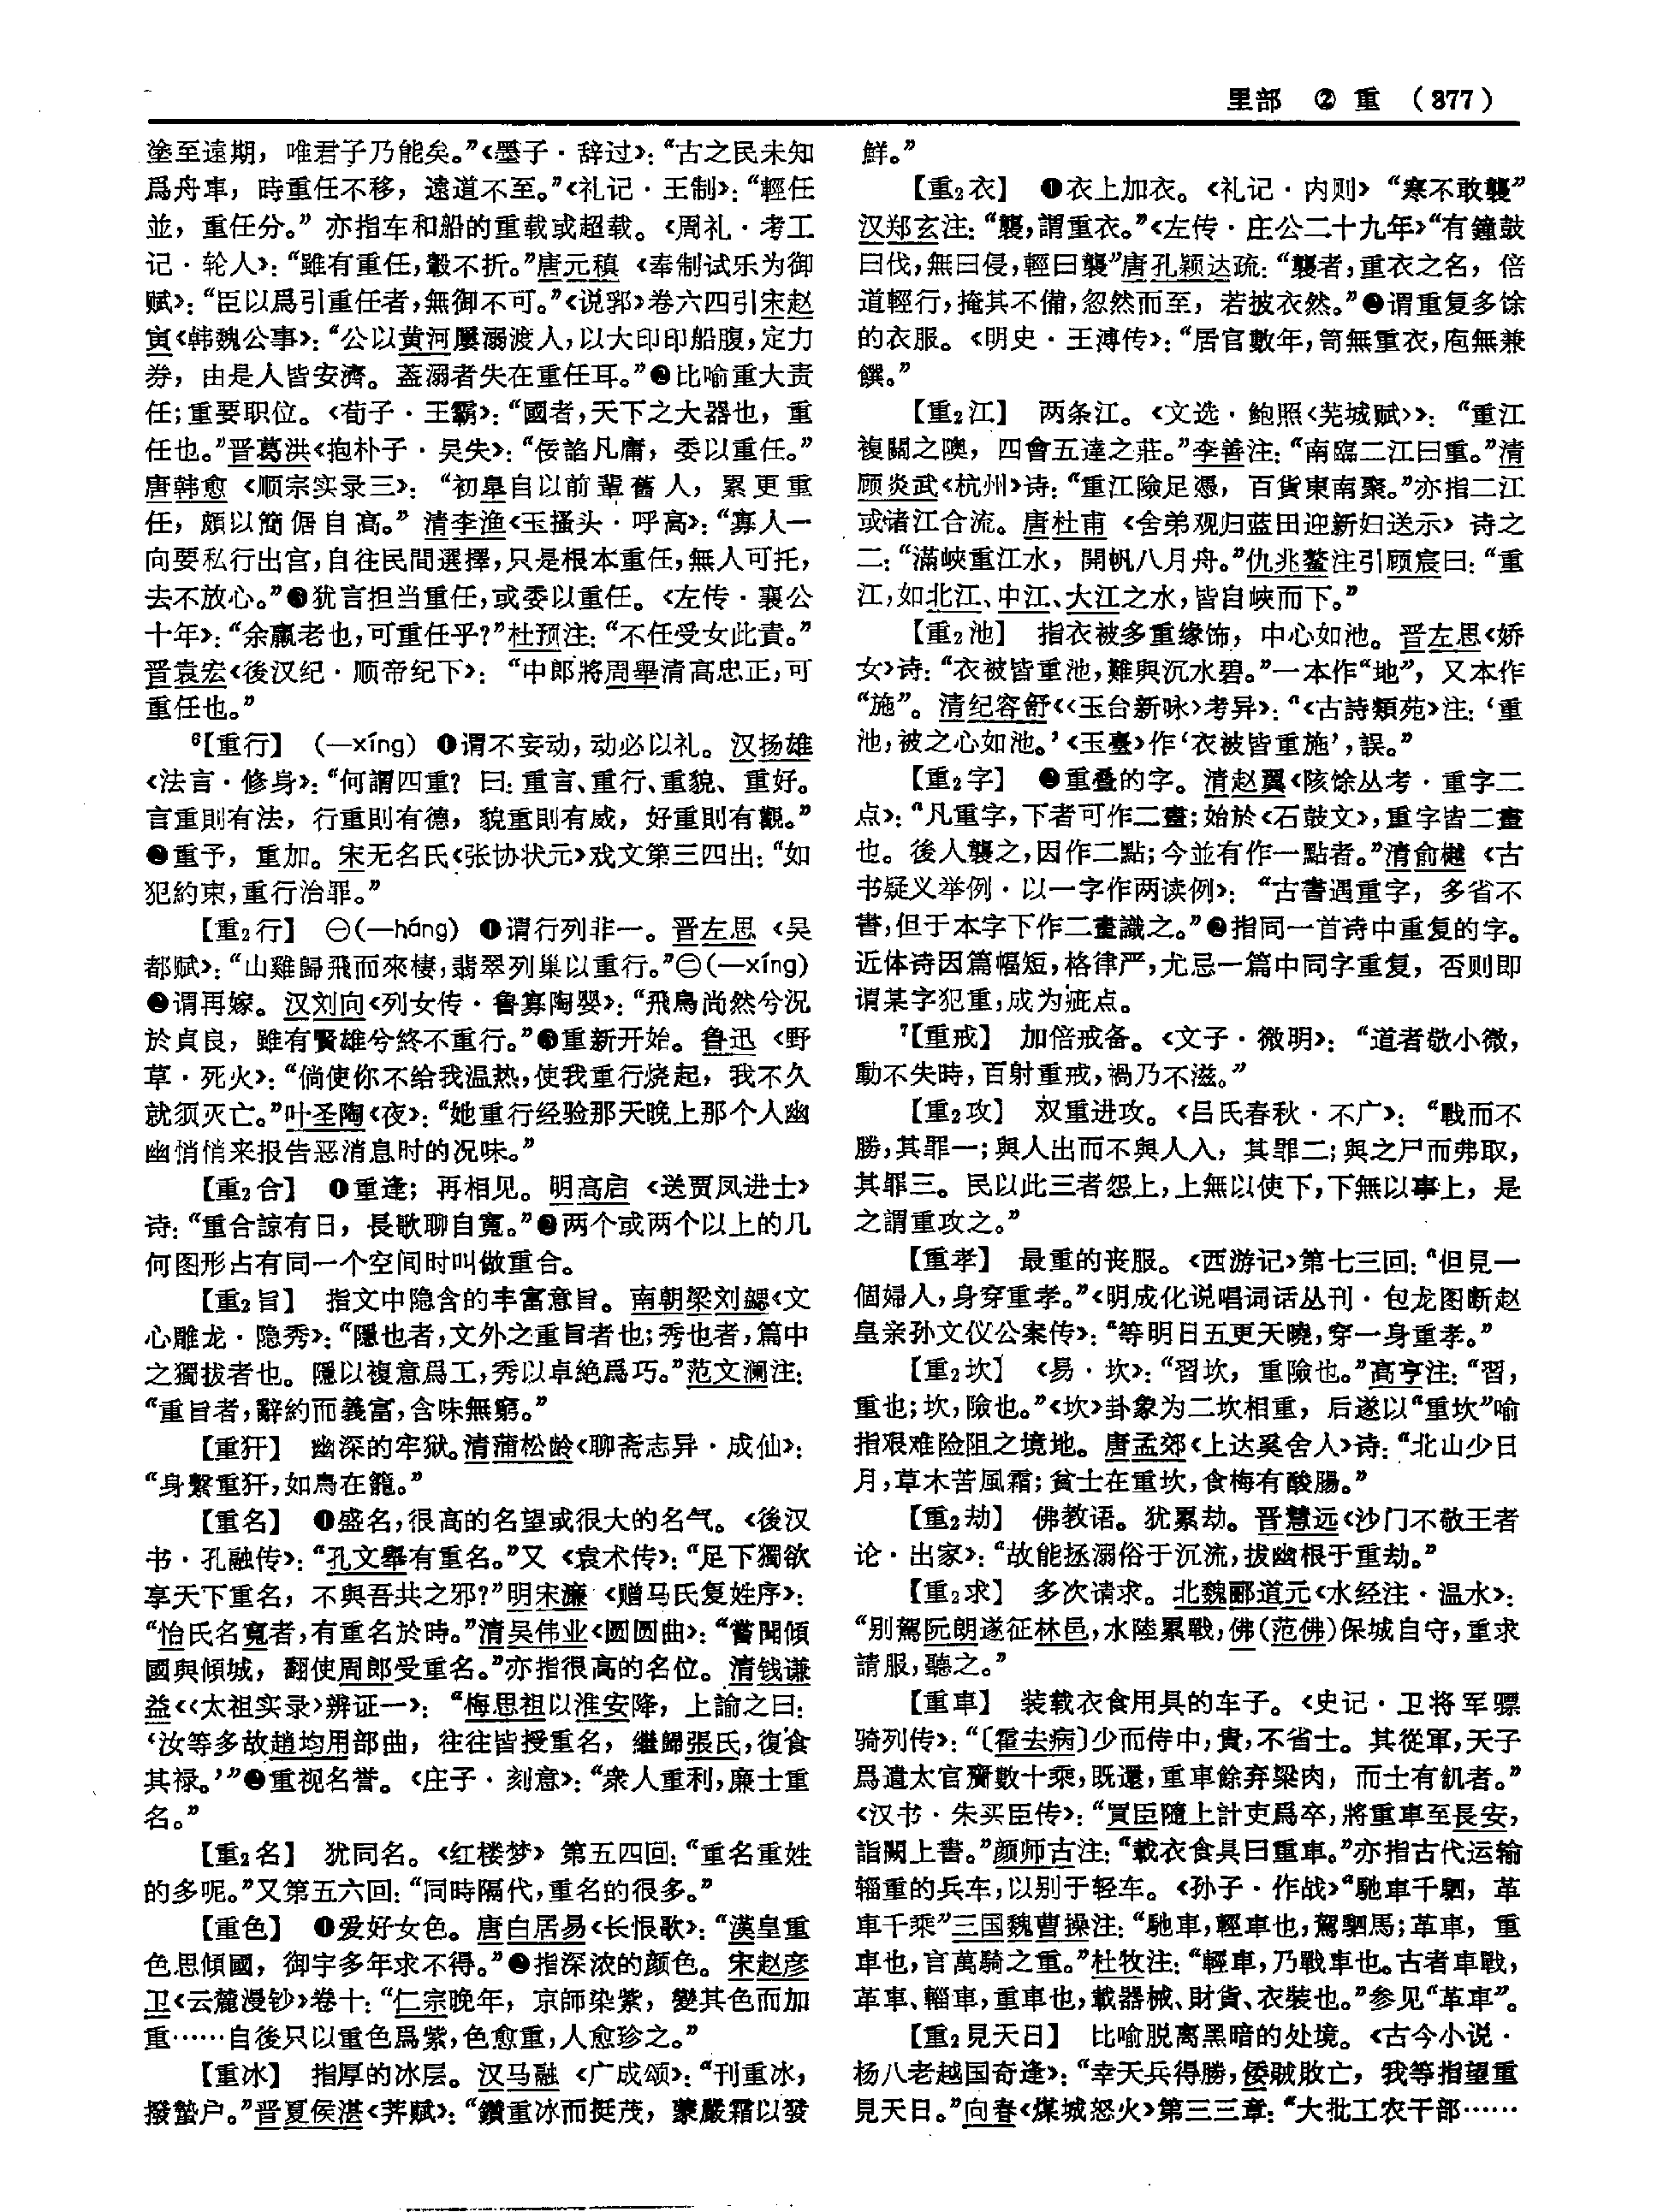 里部 ② 重 (377)
塗至遠期，唯君子乃能矣。”《墨子·辞过》：“古之民未知
爲舟車，時重任不移，遠道不至。”《礼记·王制》：“輕任
並，重任分。”亦指车和船的重载或超载。《周礼·考工
记·轮人》：“雖有重任，轂不折。”唐元稹《奉制试乐为御
赋》：“臣以爲引重任者，無御不可。”《说郛》卷六四引宋赵
寅《韩魏公事》：“公以黄河屢溺渡人，以大印印船腹，定力
券，由是人皆安濟。葢溺者失在重任耳。”❷比喻重大责
任；重要职位。《荀子·王霸》：“國者，天下之大器也，重
任也。”晋葛洪《抱朴子·吴失》：“佞諂凡庸，委以重任。”
唐韩愈《顺宗实录三》：“初臯自以前輩舊人，累更重
任，頗以簡倨自高。”清李渔《玉搔头·呼高》：“寡人一
向要私行出宫，自往民間選擇，只是根本重任，無人可托，
去不放心。”❸犹言担当重任，或委以重任。《左传·襄公
十年》：“余羸老也，可重任乎？”杜预注：“不任受女此責。”
晋袁宏《後汉纪·顺帝纪下》：“中郎將周舉清高忠正，可
重任也。”
⁶【重行】（—xíng）❶谓不妄动，动必以礼。汉扬雄
《法言·修身》：“何謂四重？曰：重言、重行、重貌、重好。
言重則有法，行重則有德，貌重則有威，好重則有觀。”
❷重予，重加。宋无名氏《张协状元》戏文第三四出：“如
犯約束，重行治罪。”
【重₂行】㊀（—háng）❶谓行列非一。晋左思《吴
都赋》：“山雞歸飛而來棲，翡翠列巢以重行。”㊁（—xíng）
❷谓再嫁。汉刘向《列女传·鲁寡陶婴》：“飛鳥尚然兮況
於貞良，雖有賢雄兮終不重行。”❸重新开始。鲁迅《野
草·死火》：“倘使你不给我温热，使我重行烧起，我不久
就须灭亡。”叶圣陶《夜》：“她重行经验那天晚上那个人幽
幽悄悄来报告恶消息时的况味。”
【重₂合】❶重逢；再相见。明高启《送贾凤进士》
诗：“重合諒有日，長歌聊自寬。”❷两个或两个以上的几
何图形占有同一个空间时叫做重合。
【重₂旨】指文中隐含的丰富意旨。南朝梁刘勰《文
心雕龙·隐秀》：“隱也者，文外之重旨者也；秀也者，篇中
之獨拔者也。隱以複意爲工，秀以卓絶爲巧。”范文澜注：
“重旨者，辭約而義富，含味無窮。”
【重犴】幽深的牢狱。清蒲松龄《聊斋志异·成仙》：
“身繫重犴，如鳥在籠。”
【重名】❶盛名，很高的名望或很大的名气。《後汉
书·孔融传》：“孔文舉有重名。”又《袁术传》：“足下獨欲
享天下重名，不與吾共之邪？”明宋濂《赠马氏复姓序》：
“怡氏名寬者，有重名於時。”清吴伟业《圆圆曲》：“嘗聞傾
國與傾城，翻使周郎受重名。”亦指很高的名位。清钱谦
益《〈太祖实录〉辨证一》：“梅思祖以淮安降，上諭之曰：
‘汝等多故趙均用部曲，往往皆授重名，繼歸張氏，復食
其禄。’”❷重视名誉。《庄子·刻意》：“衆人重利，廉士重
名。”
【重₂名】犹同名。《红楼梦》第五四回：“重名重姓
的多呢。”又第五六回：“同時隔代，重名的很多。”
【重色】❶爱好女色。唐白居易《长恨歌》：“漢皇重
色思傾國，御宇多年求不得。”❷指深浓的颜色。宋赵彦
卫《云麓漫钞》卷十：“仁宗晚年，京師染紫，變其色而加
重……自後只以重色爲紫，色愈重，人愈珍之。”
【重冰】指厚的冰层。汉马融《广成颂》：“刊重冰，
撥蟄户。”晋夏侯湛《荠赋》：“鑽重冰而挺茂，蒙嚴霜以發
鮮。”
【重₂衣】❶衣上加衣。《礼记·内则》“寒不敢襲”
汉郑玄注：“襲，謂重衣。”《左传·庄公二十九年》“有鐘鼓
曰伐，無曰侵，輕曰襲”唐孔颖达疏：“襲者，重衣之名，倍
道輕行，掩其不備，忽然而至，若披衣然。”❷谓重复多馀
的衣服。《明史·王溥传》：“居官數年，笥無重衣，庖無兼
饌。”
【重₂江】两条江。《文选·鲍照〈芜城赋〉》：“重江
複關之隩，四會五達之莊。”李善注：“南臨二江曰重。”清
顾炎武《杭州》诗：“重江險足憑，百貨東南聚。”亦指二江
或诸江合流。唐杜甫《舍弟观归蓝田迎新妇送示》诗之
二：“滿峽重江水，開帆八月舟。”仇兆鳌注引顾宸曰：“重
江，如北江、中江、大江之水，皆自峽而下。”
【重₂池】指衣被多重缘饰，中心如池。晋左思《娇
女》诗：“衣被皆重池，難與沉水碧。”一本作“地”，又本作
“施”。清纪容舒《〈玉台新咏〉考异》：“《古詩類苑》注：‘重
池，被之心如池。’《玉臺》作‘衣被皆重施’，誤。”
【重₂字】❶重叠的字。清赵翼《陔馀丛考·重字二
点》：“凡重字，下者可作二畫；始於《石鼓文》，重字皆二畫
也。後人襲之，因作二點；今並有作一點者。”清俞樾《古
书疑义举例·以一字作两读例》：“古書遇重字，多省不
書，但于本字下作二畫識之。”❷指同一首诗中重复的字。
近体诗因篇幅短，格律严，尤忌一篇中同字重复，否则即
谓某字犯重，成为疵点。
⁷【重戒】加倍戒备。《文子·微明》：“道者敬小微，
動不失時，百射重戒，禍乃不滋。”
【重₂攻】双重进攻。《吕氏春秋·不广》：“戰而不
勝，其罪一；與人出而不與人入，其罪二；與之尸而弗取，
其罪三。民以此三者怨上，上無以使下，下無以事上，是
之謂重攻之。”
【重孝】最重的丧服。《西游记》第七三回：“但見一
個婦人，身穿重孝。”《明成化说唱词话丛刊·包龙图断赵
皇亲孙文仪公案传》：“等明日五更天曉，穿一身重孝。”
【重₂坎】《易·坎》：“習坎，重險也。”高亨注：“習，
重也；坎，險也。”《坎》卦象为二坎相重，后遂以“重坎”喻
指艰难险阻之境地。唐孟郊《上达奚舍人》诗：“北山少日
月，草木苦風霜；貧士在重坎，食梅有酸腸。”
【重₂劫】佛教语。犹累劫。晋慧远《沙门不敬王者
论·出家》：“故能拯溺俗于沉流，拔幽根于重劫。”
【重₂求】多次请求。北魏郦道元《水经注·温水》：
“别駕阮朗遂征林邑，水陸累戰，佛（范佛）保城自守，重求
請服，聽之。”
【重車】装载衣食用具的车子。《史记·卫将军骠
骑列传》：“〔霍去病〕少而侍中，貴，不省士。其從軍，天子
爲遣太官齎數十乘，既還，重車餘弃粱肉，而士有飢者。”
《汉书·朱买臣传》：“買臣隨上計吏爲卒，將重車至長安，
詣闕上書。”颜师古注：“載衣食具曰重車。”亦指古代运输
辎重的兵车，以别于轻车。《孙子·作战》“馳車千駟，革
車千乘”三国魏曹操注：“馳車，輕車也，駕駟馬；革車，重
車也，言萬騎之重。”杜牧注：“輕車，乃戰車也。古者車戰，
革車、輜車，重車也，載器械、財貨、衣裝也。”参见“革車”。
【重₂見天日】比喻脱离黑暗的处境。《古今小说·
杨八老越国奇逢》：“幸天兵得勝，倭賊敗亡，我等指望重
見天日。”向春《煤城怒火》第三三章：“大批工农干部……